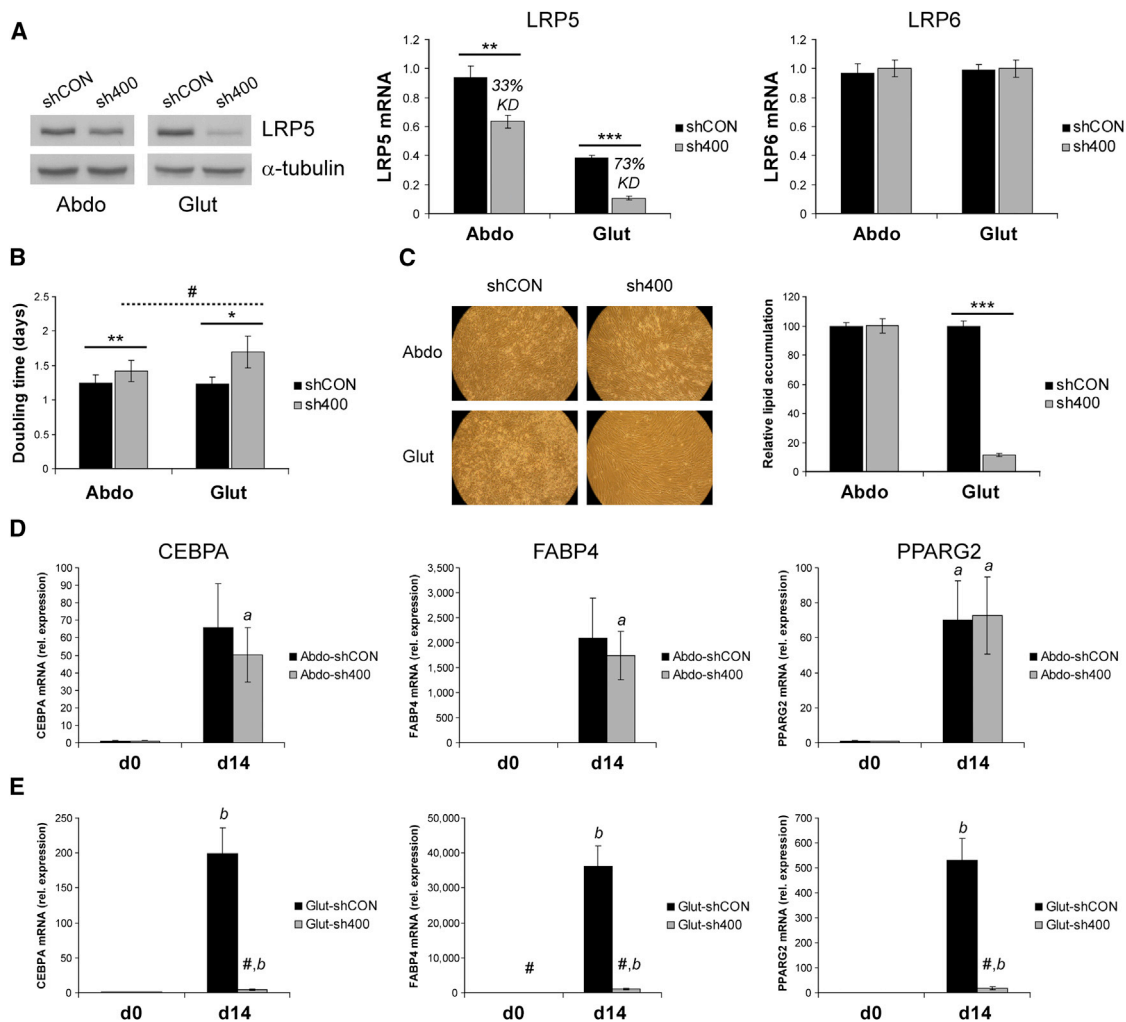 A
shCON sh400 shCON sh400
LRP5
α-tubulin
Abdo Glut
LRP5
LRP5 mRNA
1.2
1.0
0.8
0.6
0.4
0.2
0
**
33%
KD
***
73%
KD
Abdo Glut
shCON
sh400
LRP6
LRP6 mRNA
1.2
1.0
0.8
0.6
0.4
0.2
0
Abdo Glut
shCON
sh400
B
Doubling time (days)
2.5
2
1.5
1
0.5
0
#
**
*
Abdo Glut
shCON
sh400
C
shCON sh400
Abdo
Glut
Relative lipid accumulation
120
100
80
60
40
20
0
***
Abdo Glut
shCON
sh400
D
CEBPA
CEBPA mRNA (rel. expression)
100
90
80
70
60
50
40
30
20
10
0
a
d0 d14
Abdo-shCON
Abdo-sh400
FABP4
FABP4 mRNA (rel. expression)
3,500
3,000
2,500
2,000
1,500
1,000
500
0
a
d0 d14
Abdo-shCON
Abdo-sh400
PPARG2
PPARG2 mRNA (rel. expression)
100
80
60
40
20
0
a a
d0 d14
Abdo-shCON
Abdo-sh400
E
CEBPA mRNA (rel. expression)
250
200
150
100
50
0
b
#,b
d0 d14
Glut-shCON
Glut-sh400
FABP4 mRNA (rel. expression)
50,000
40,000
30,000
20,000
10,000
0
#
b
#,b
d0 d14
Glut-shCON
Glut-sh400
PPARG2 mRNA (rel. expression)
700
600
500
400
300
200
100
0
b
#,b
d0 d14
Glut-shCON
Glut-sh400